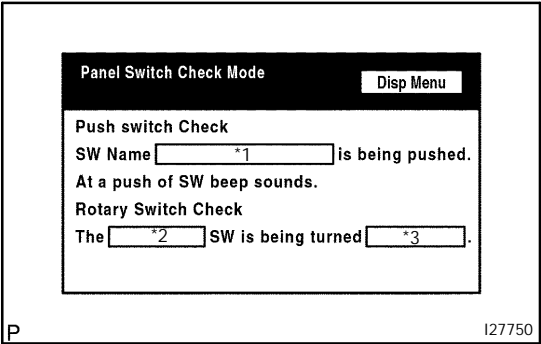 Panel Switch Check Mode
Disp Menu
Push switch Check
SW Name *1 is being pushed.
At a push of SW beep sounds.
Rotary Switch Check
The *2 SW is being turned *3 .
P
I27750